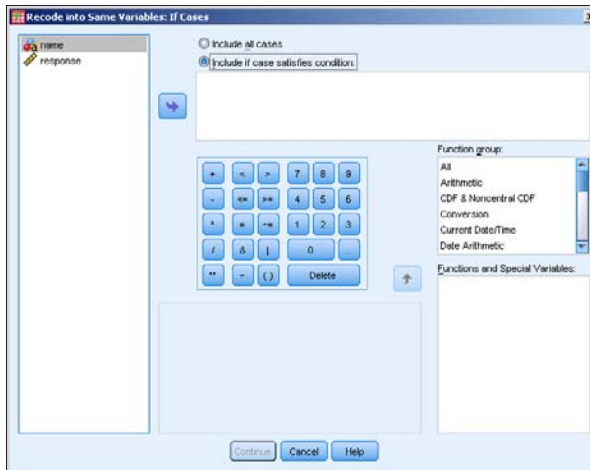 Recode into Same Variables: If Cases
name
response
Include all cases
Include if case satisfies condition:
Function group:
All
Arithmetic
CDF & Noncentral CDF
Conversion
Current Date/Time
Date Arithmetic
+ < > 7 8 9
- <= >= 4 5 6
* = ~= 1 2 3
/ & | 0 .
** ~ ( ) Delete
Functions and Special Variables:
Continue Cancel Help